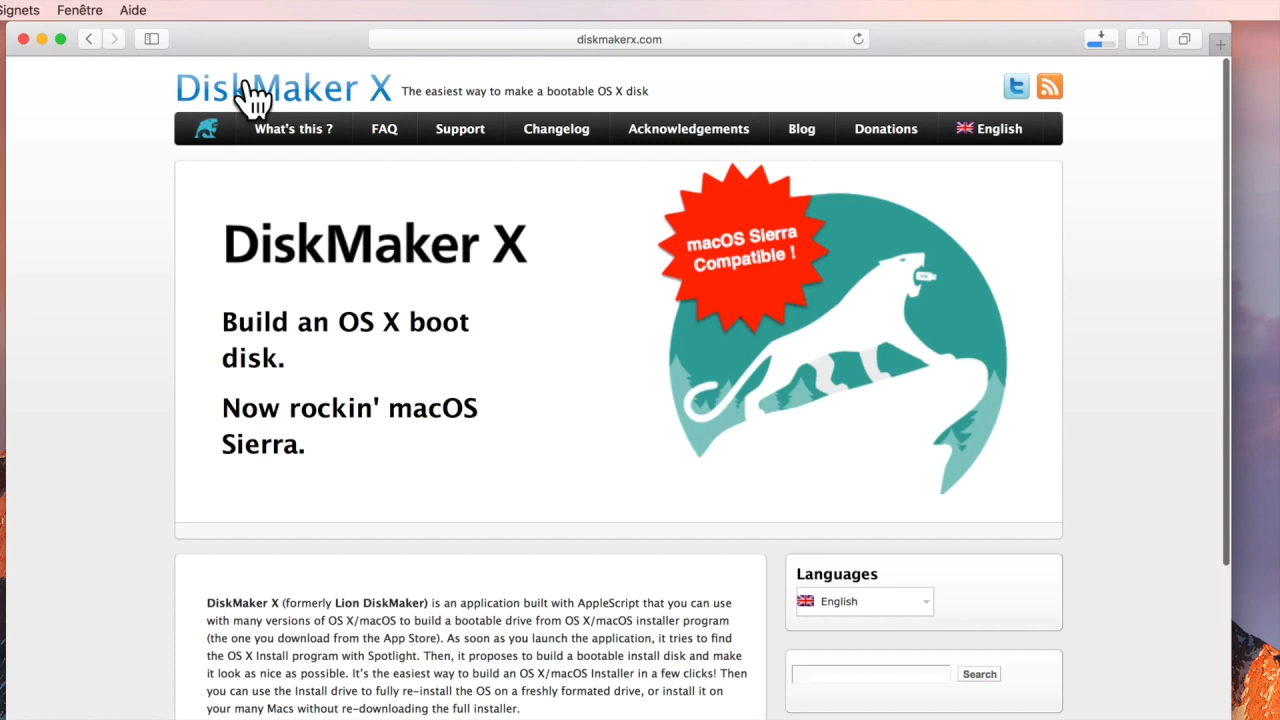 ignets Fenêtre Aide
diskmakerx.com
DiskMaker X The easiest way to make a bootable OS X disk
What's this ? FAQ Support Changelog Acknowledgements Blog Donations English
DiskMaker X
macOS Sierra
Compatible !
Build an OS X boot
disk.
Now rockin' macOS
Sierra.
DiskMaker X (formerly Lion DiskMaker) is an application built with AppleScript that you can use
with many versions of OS X/macOS to build a bootable drive from OS X/macOS installer program
(the one you download from the App Store). As soon as you launch the application, it tries to find
the OS X Install program with Spotlight. Then, it proposes to build a bootable install disk and make
it look as nice as possible. It's the easiest way to build an OS X/macOS Installer in a few clicks! Then
you can use the Install drive to fully re-install the OS on a freshly formated drive, or install it on
your many Macs without re-downloading the full installer.
Languages
English
Search